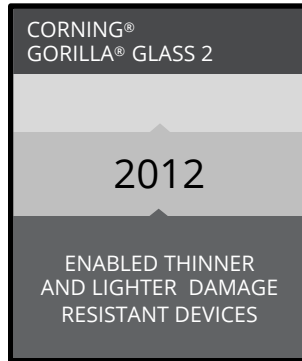 CORNING®
GORILLA® GLASS 2
2012
ENABLED THINNER
AND LIGHTER DAMAGE
RESISTANT DEVICES